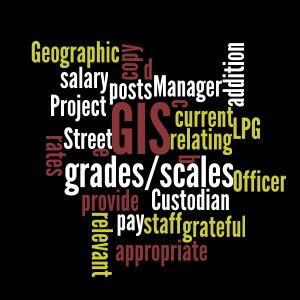 Geographic
copy
d
addition
salary
posts
Manager
Project
c
current
LPG
Street
GIS
relating
rates
e
b
grades/scales
Officer
provide
Custodian
relevant
pay
staff
grateful
appropriate